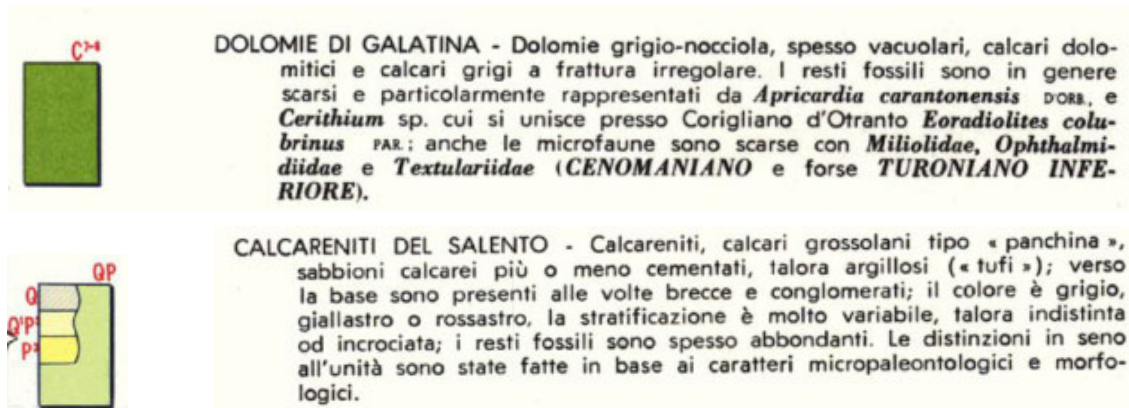 C⁷⁻⁶
DOLOMIE DI GALATINA - Dolomie grigio-nocciola, spesso vacuolari, calcari dolo-
mitici e calcari grigi a frattura irregolare. I resti fossili sono in genere
scarsi e particolarmente rappresentati da Apricardia carantonensis D'ORB., e
Cerithium sp. cui si unisce presso Corigliano d'Otranto Eoradiolites colu-
brinus PAR.; anche le microfaune sono scarse con Miliolidae, Ophthalmi-
diidae e Textulariidae (CENOMANIANO e forse TURONIANO INFE-
RIORE).
QP
Q
Q¹P³
P³
CALCARENITI DEL SALENTO - Calcareniti, calcari grossolani tipo « panchina »,
sabbioni calcarei più o meno cementati, talora argillosi (« tufi »); verso
la base sono presenti alle volte brecce e conglomerati; il colore è grigio,
giallastro o rossastro, la stratificazione è molto variabile, talora indistinta
od incrociata; i resti fossili sono spesso abbondanti. Le distinzioni in seno
all'unità sono state fatte in base ai caratteri micropaleontologici e morfo-
logici.